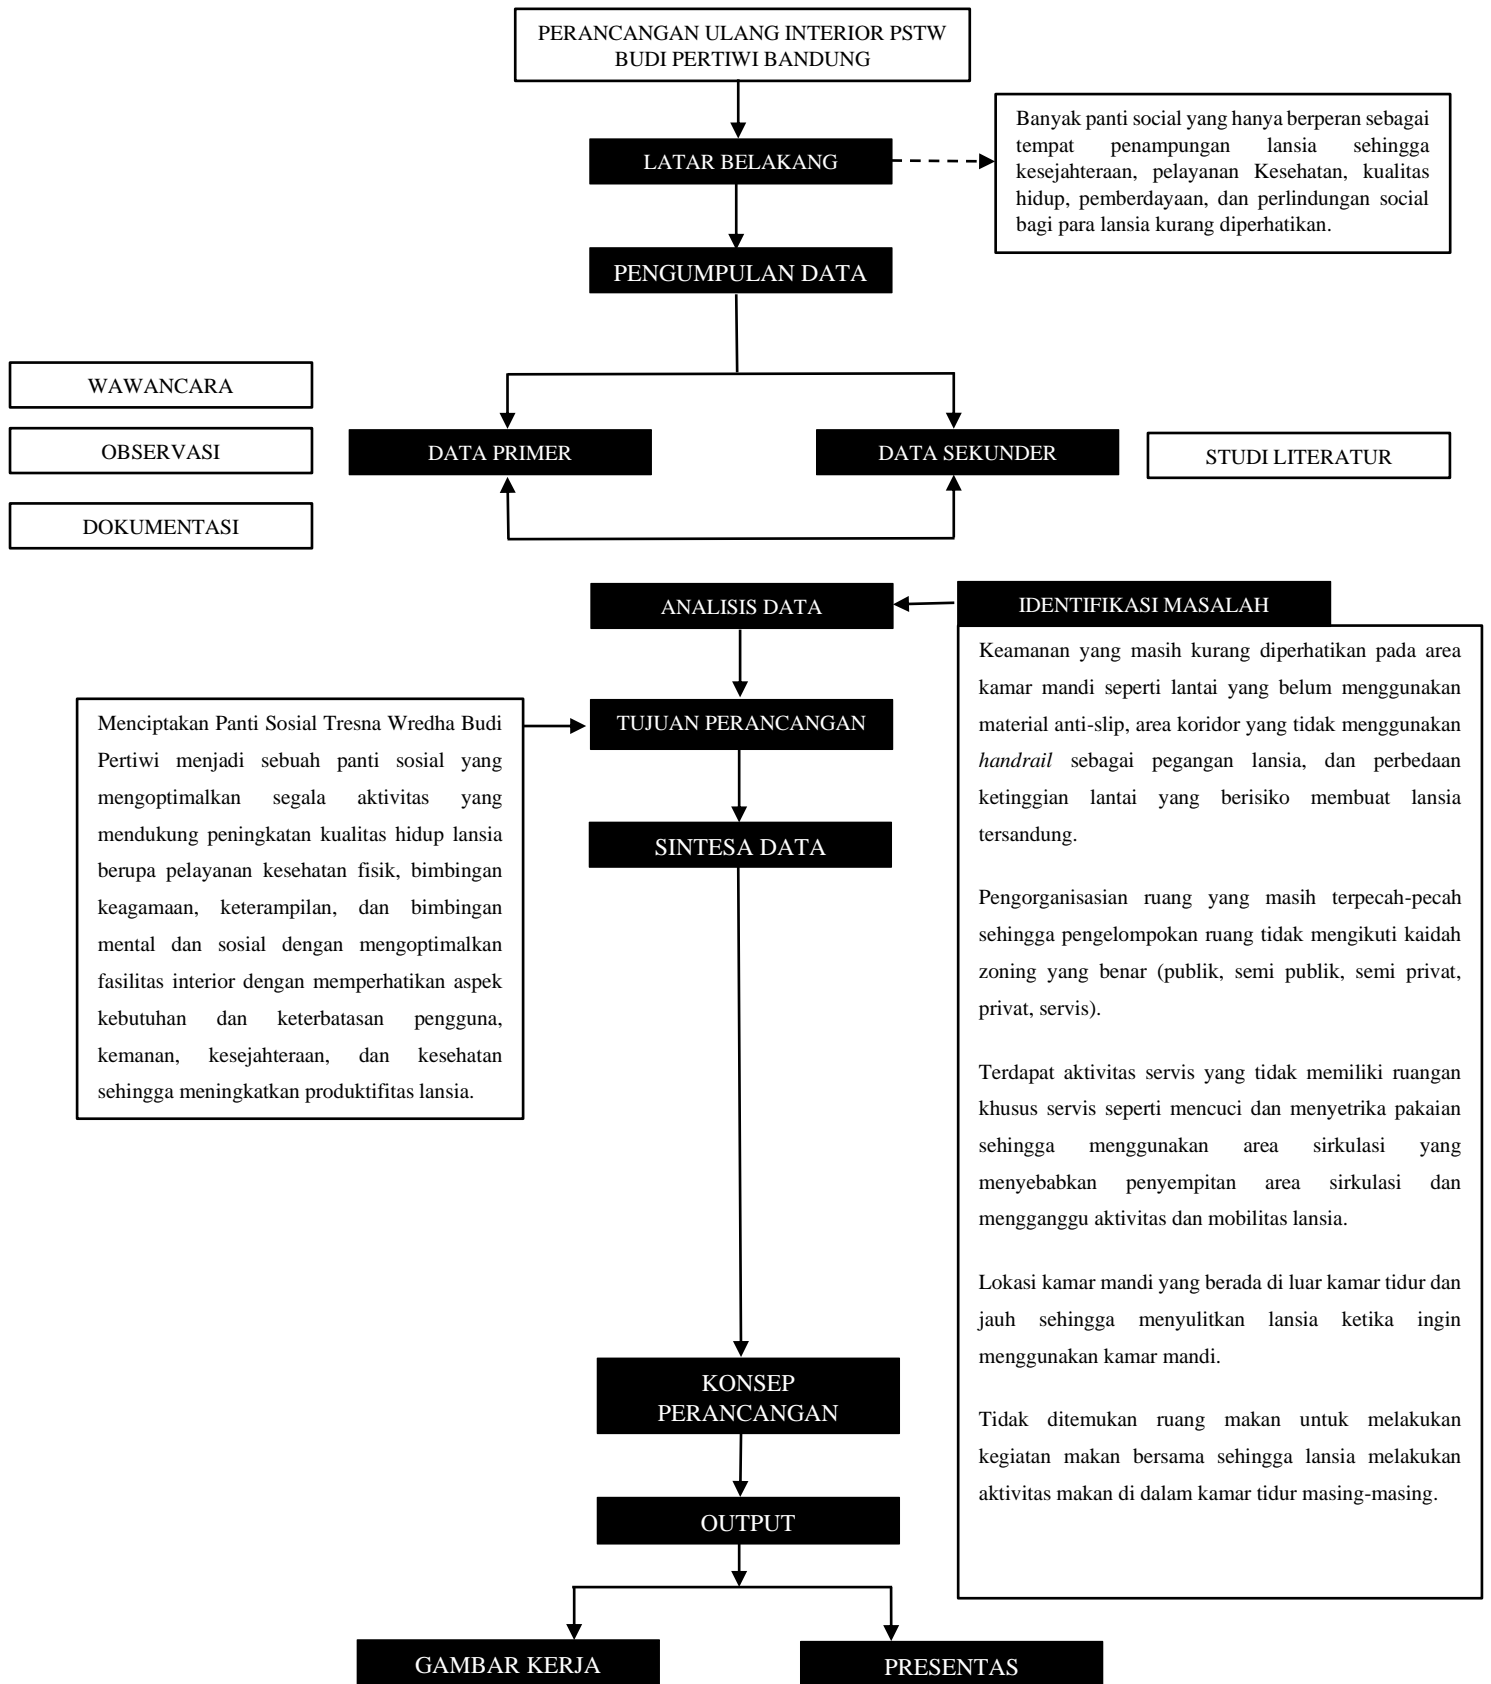 PERANCANGAN ULANG INTERIOR PSTW
BUDI PERTIWI BANDUNG
LATAR BELAKANG
Banyak panti social yang hanya berperan sebagai
tempat penampungan lansia sehingga
kesejahteraan, pelayanan Kesehatan, kualitas
hidup, pemberdayaan, dan perlindungan social
bagi para lansia kurang diperhatikan.
PENGUMPULAN DATA
WAWANCARA
OBSERVASI
DOKUMENTASI
DATA PRIMER
DATA SEKUNDER
STUDI LITERATUR
ANALISIS DATA
IDENTIFIKASI MASALAH
Keamanan yang masih kurang diperhatikan pada area
kamar mandi seperti lantai yang belum menggunakan
material anti-slip, area koridor yang tidak menggunakan
handrail sebagai pegangan lansia, dan perbedaan
ketinggian lantai yang berisiko membuat lansia
tersandung.
Pengorganisasian ruang yang masih terpecah-pecah
sehingga pengelompokan ruang tidak mengikuti kaidah
zoning yang benar (publik, semi publik, semi privat,
privat, servis).
Terdapat aktivitas servis yang tidak memiliki ruangan
khusus servis seperti mencuci dan menyetrika pakaian
sehingga menggunakan area sirkulasi yang
menyebabkan penyempitan area sirkulasi dan
mengganggu aktivitas dan mobilitas lansia.
Lokasi kamar mandi yang berada di luar kamar tidur dan
jauh sehingga menyulitkan lansia ketika ingin
menggunakan kamar mandi.
Tidak ditemukan ruang makan untuk melakukan
kegiatan makan bersama sehingga lansia melakukan
aktivitas makan di dalam kamar tidur masing-masing.
TUJUAN PERANCANGAN
Menciptakan Panti Sosial Tresna Wredha Budi
Pertiwi menjadi sebuah panti sosial yang
mengoptimalkan segala aktivitas yang
mendukung peningkatan kualitas hidup lansia
berupa pelayanan kesehatan fisik, bimbingan
keagamaan, keterampilan, dan bimbingan
mental dan sosial dengan mengoptimalkan
fasilitas interior dengan memperhatikan aspek
kebutuhan dan keterbatasan pengguna,
kemanan, kesejahteraan, dan kesehatan
sehingga meningkatkan produktifitas lansia.
SINTESA DATA
KONSEP
PERANCANGAN
OUTPUT
GAMBAR KERJA
PRESENTAS